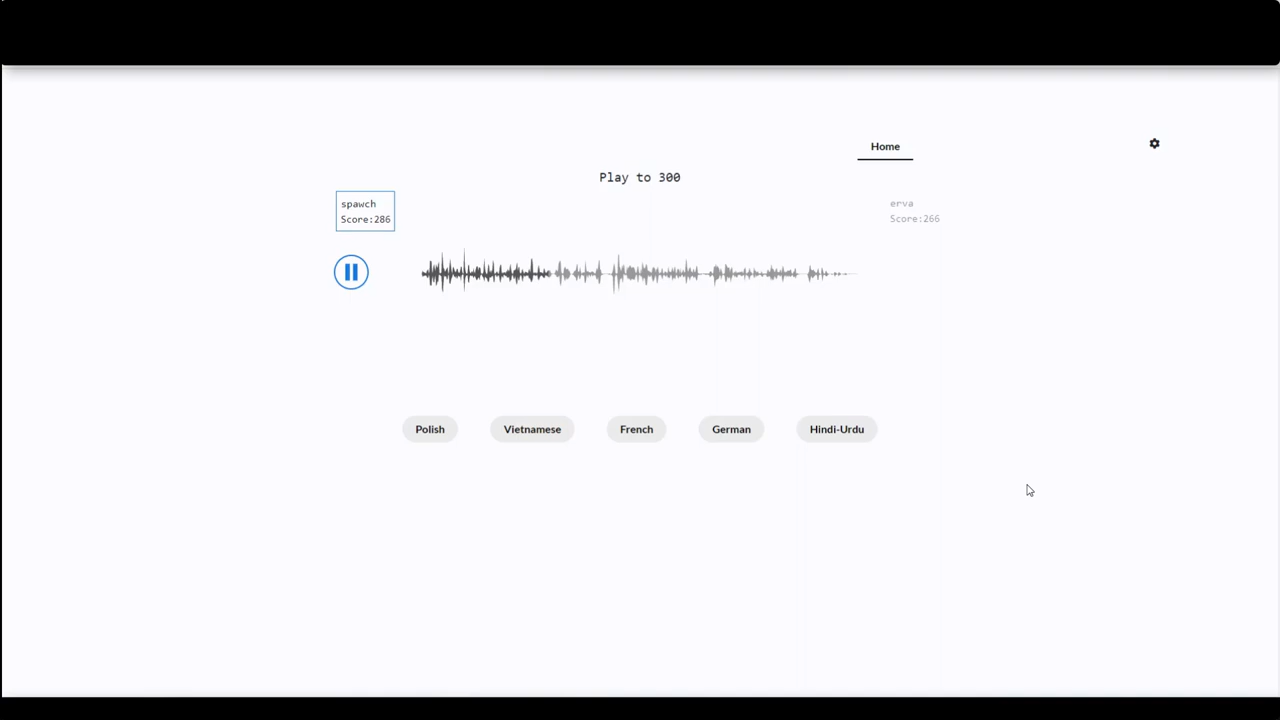 Home
Play to 300
spawch
Score:286
erva
Score:266
Polish
Vietnamese
French
German
Hindi-Urdu